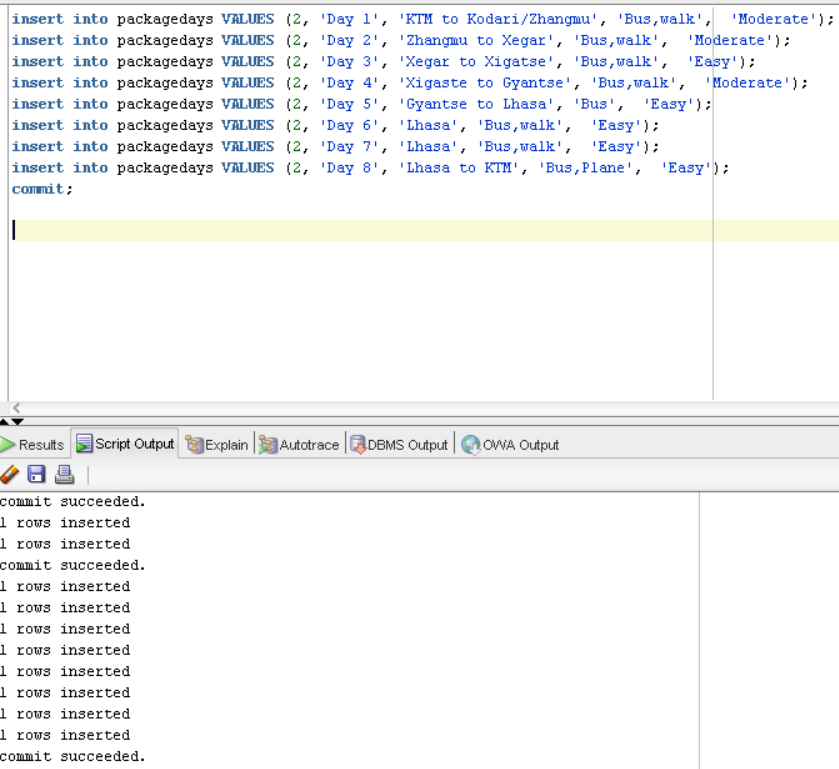 insert into packagedays VALUES (2, 'Day 1', 'KTM to Kodari/Zhangmu', 'Bus,walk',  'Moderate');
insert into packagedays VALUES (2, 'Day 2', 'Zhangmu to Xegar', 'Bus,walk',  'Moderate');
insert into packagedays VALUES (2, 'Day 3', 'Xegar to Xigatse', 'Bus,walk',  'Easy');
insert into packagedays VALUES (2, 'Day 4', 'Xigaste to Gyantse', 'Bus,walk',  'Moderate');
insert into packagedays VALUES (2, 'Day 5', 'Gyantse to Lhasa', 'Bus',  'Easy');
insert into packagedays VALUES (2, 'Day 6', 'Lhasa', 'Bus,walk',  'Easy');
insert into packagedays VALUES (2, 'Day 7', 'Lhasa', 'Bus,walk',  'Easy');
insert into packagedays VALUES (2, 'Day 8', 'Lhasa to KTM', 'Bus,Plane',  'Easy');
commit;
Results Script Output Explain Autotrace DBMS Output OWA Output
commit succeeded.
1 rows inserted
1 rows inserted
commit succeeded.
1 rows inserted
1 rows inserted
1 rows inserted
1 rows inserted
1 rows inserted
1 rows inserted
1 rows inserted
1 rows inserted
commit succeeded.